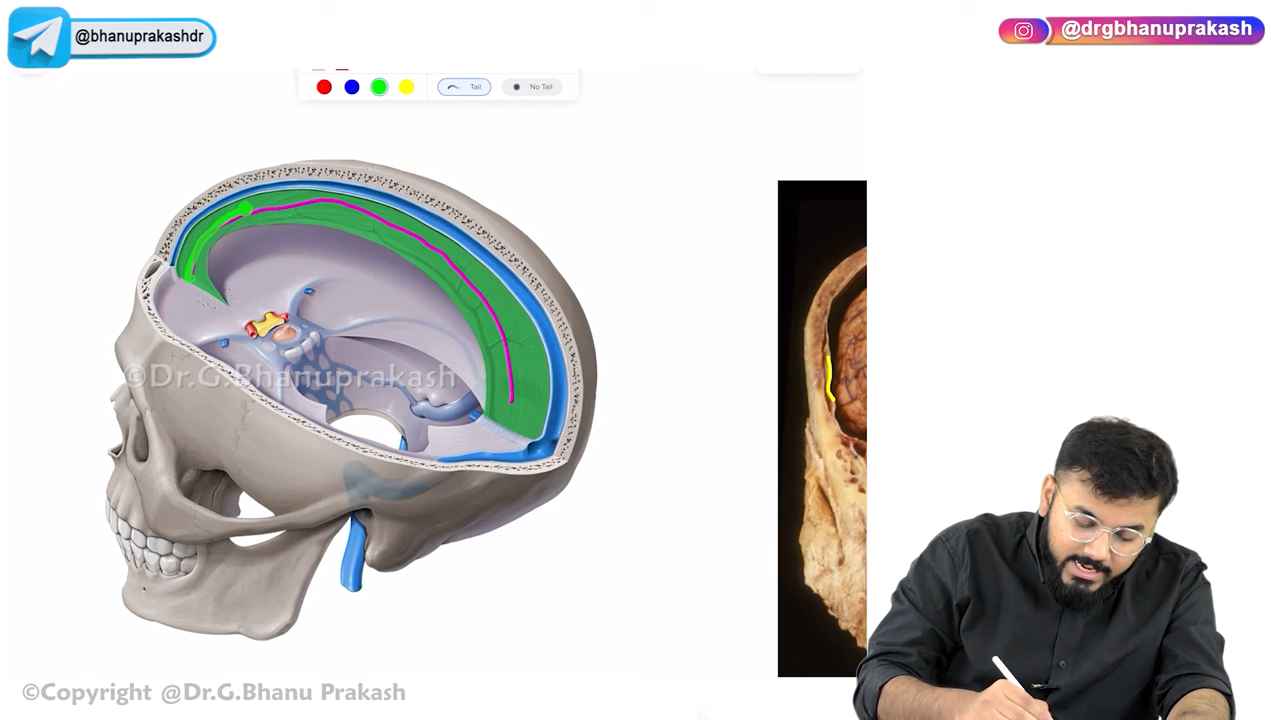 @bhanuprakashdr
@drgbhanuprakash
Tail
No Tail
©Dr.G.Bhanuprakash
©Copyright @Dr.G.Bhanu Prakash